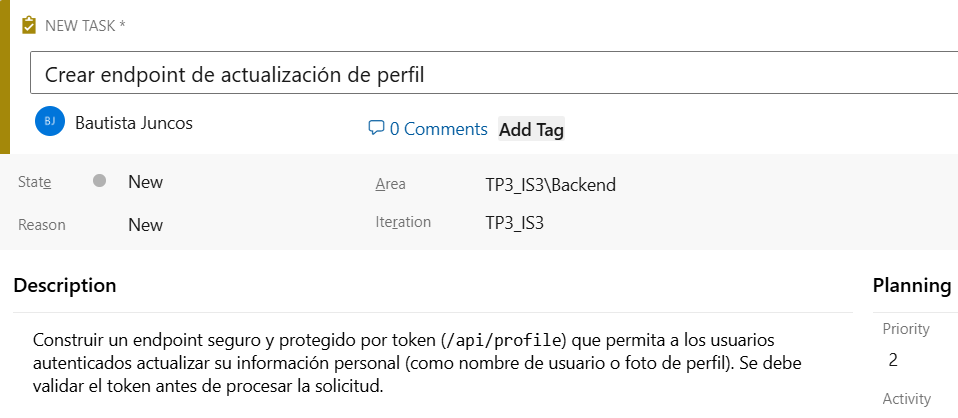 NEW TASK *
Crear endpoint de actualización de perfil
BJ
Bautista Juncos
0 Comments
Add Tag
State
New
Area
TP3_IS3\Backend
Reason
New
Iteration
TP3_IS3
Description
Planning
Construir un endpoint seguro y protegido por token (/api/profile) que permita a los usuarios
autenticados actualizar su información personal (como nombre de usuario o foto de perfil). Se debe
validar el token antes de procesar la solicitud.
Priority
2
Activity